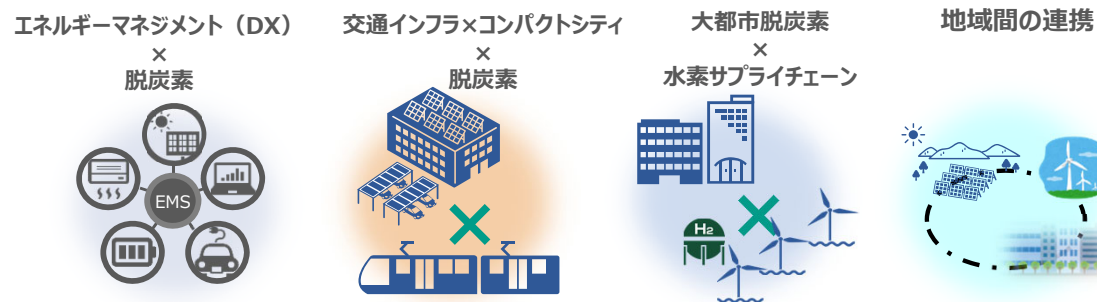 エネルギーマネジメント（DX）
×
脱炭素
交通インフラ×コンパクトシティ
×
脱炭素
大都市脱炭素
×
水素サプライチェーン
地域間の連携
EMS
H2